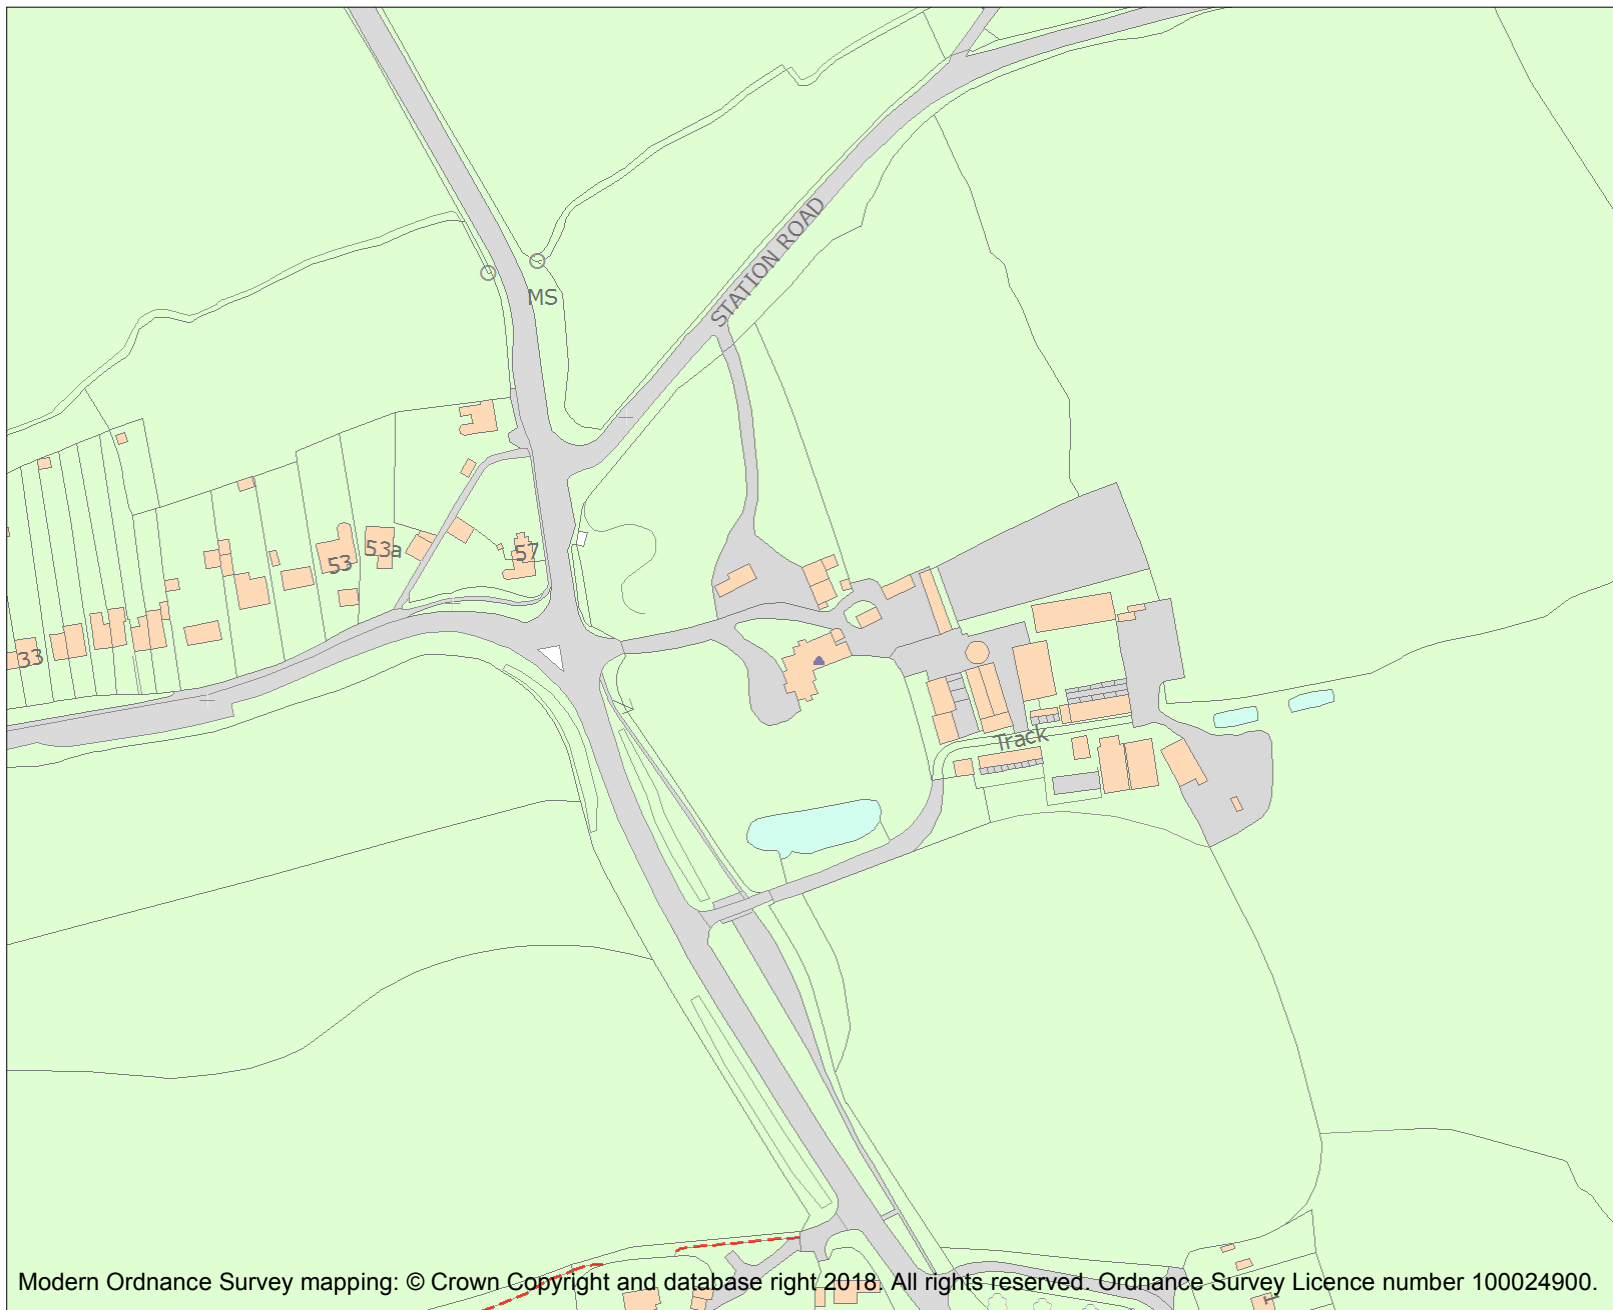 STATION ROAD
MS
57
53a
53
33
Track
1
Modern Ordnance Survey mapping: © Crown Copyright and database right 2018. All rights reserved. Ordnance Survey Licence number 100024900.